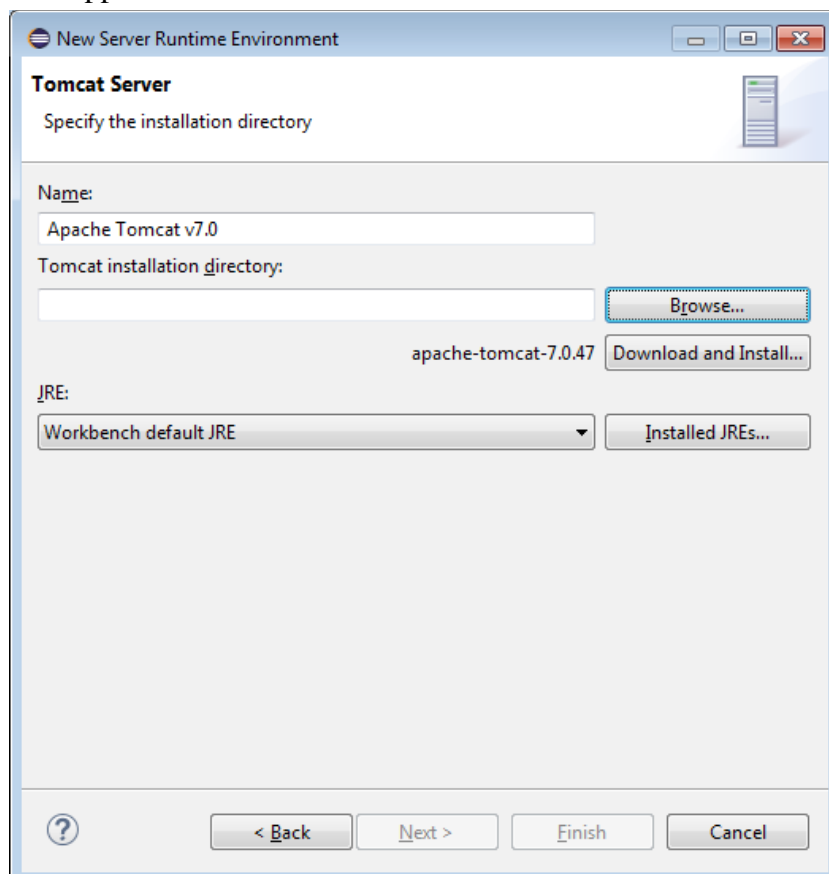 New Server Runtime Environment
Tomcat Server
Specify the installation directory
Name:
Apache Tomcat v7.0
Tomcat installation directory:
Browse...
apache-tomcat-7.0.47 Download and Install...
JRE:
Workbench default JRE Installed JREs...
? < Back Next > Finish Cancel